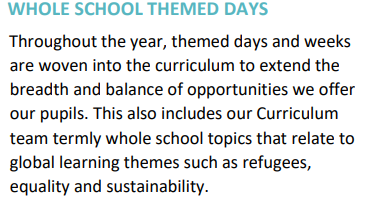 WHOLE SCHOOL THEMED DAYS
Throughout the year, themed days and weeks
are woven into the curriculum to extend the
breadth and balance of opportunities we offer
our pupils. This also includes our Curriculum
team termly whole school topics that relate to
global learning themes such as refugees,
equality and sustainability.